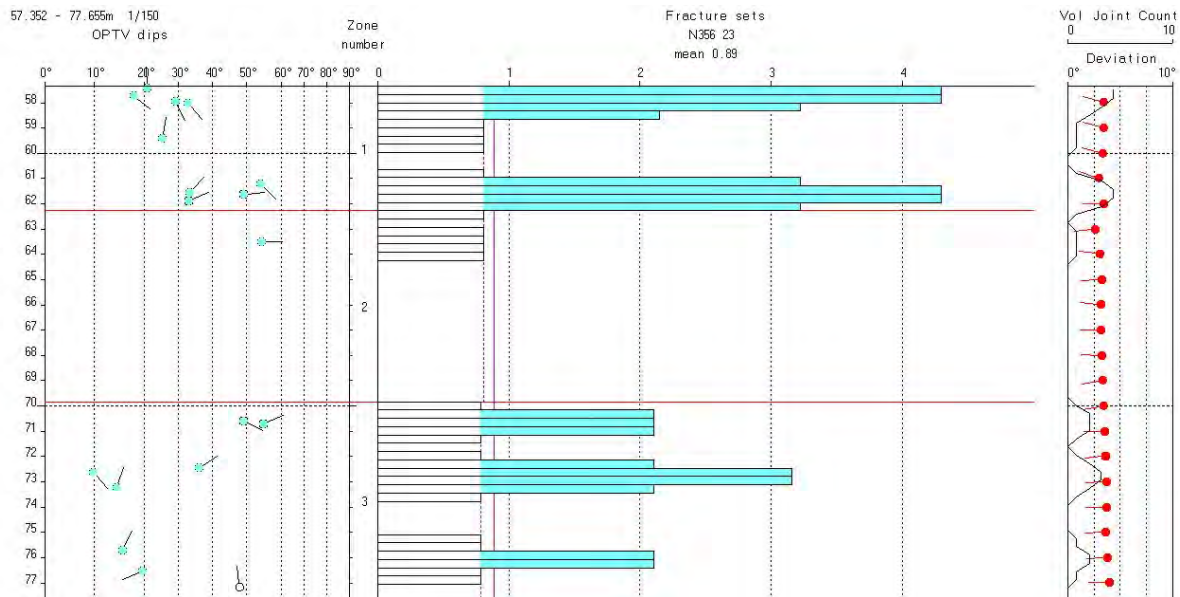 57.352 - 77.655m 1/150
OPTV dips
Zone
number
Fracture sets
N356 23
mean 0.89
Vol Joint Count
0 10
Deviation
0 10° 20 30° 40° 50° 60° 70° 80° 90°
0 1 2 3 4
0° 10°
58
59
60
1
61
62
63
64
65
66
2
67
68
69
70
71
72
73
74
3
75
76
77